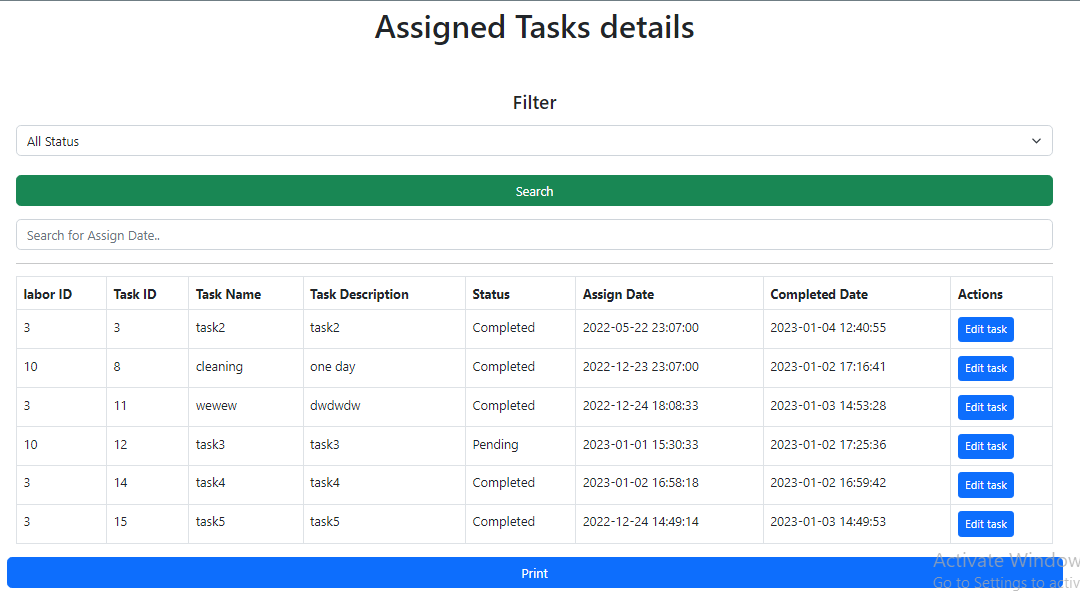 Assigned Tasks details
Filter
All Status
Search
Search for Assign Date..
labor ID Task ID Task Name Task Description Status Assign Date Completed Date Actions
3 3 task2 task2 Completed 2022-05-22 23:07:00 2023-01-04 12:40:55 Edit task
10 8 cleaning one day Completed 2022-12-23 23:07:00 2023-01-02 17:16:41 Edit task
3 11 wewew dwdwdw Completed 2022-12-24 18:08:33 2023-01-03 14:53:28 Edit task
10 12 task3 task3 Pending 2023-01-01 15:30:33 2023-01-02 17:25:36 Edit task
3 14 task4 task4 Completed 2023-01-02 16:58:18 2023-01-02 16:59:42 Edit task
3 15 task5 task5 Completed 2022-12-24 14:49:14 2023-01-03 14:49:53 Edit task
Activate Window
Print
Go to Settings to activ